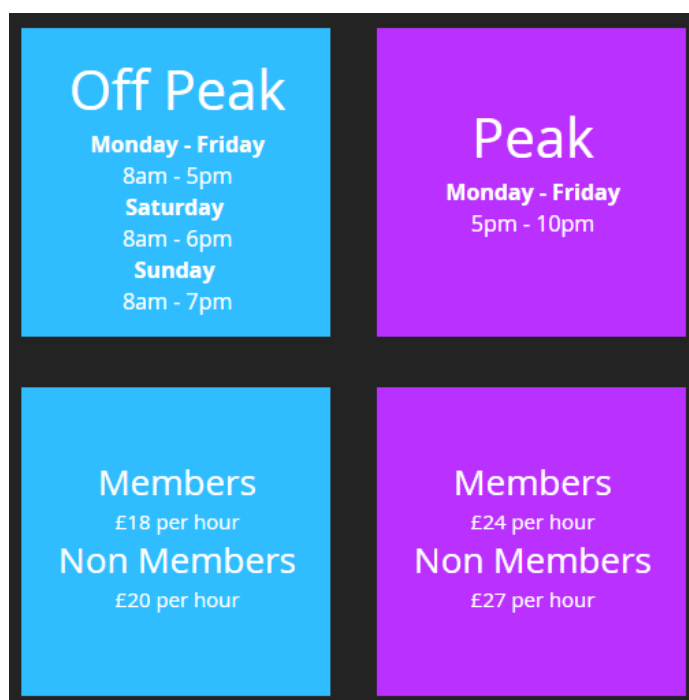 Off Peak
Monday - Friday
8am - 5pm
Saturday
8am - 6pm
Sunday
8am - 7pm
Peak
Monday - Friday
5pm - 10pm
Members
£18 per hour
Non Members
£20 per hour
Members
£24 per hour
Non Members
£27 per hour